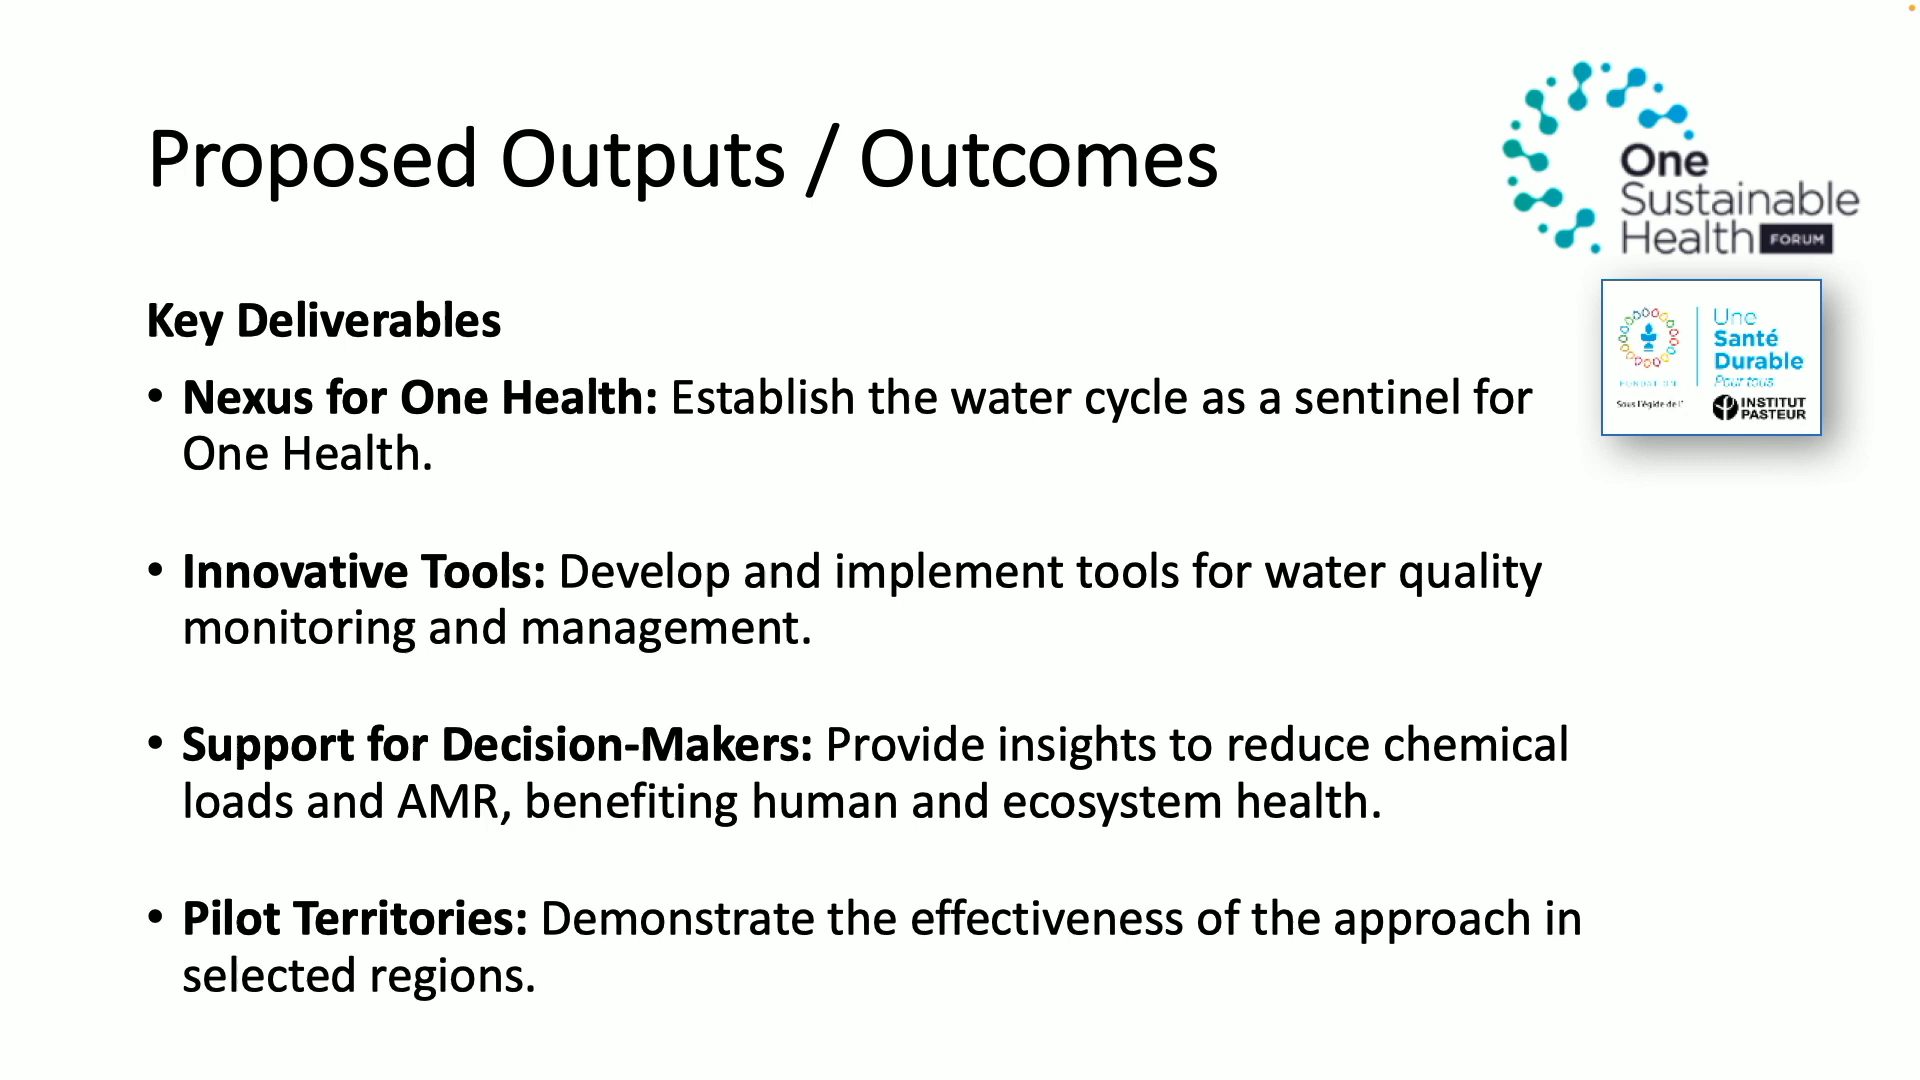 Proposed Outputs / Outcomes
One
Sustainable
Health FORUM
Key Deliverables
• Nexus for One Health: Establish the water cycle as a sentinel for
One Health.
• Innovative Tools: Develop and implement tools for water quality
monitoring and management.
• Support for Decision-Makers: Provide insights to reduce chemical
loads and AMR, benefiting human and ecosystem health.
• Pilot Territories: Demonstrate the effectiveness of the approach in
selected regions.
FONDATION
Sous l'égide de l'
Une
Santé
Durable
Pour tous
INSTITUT
PASTEUR